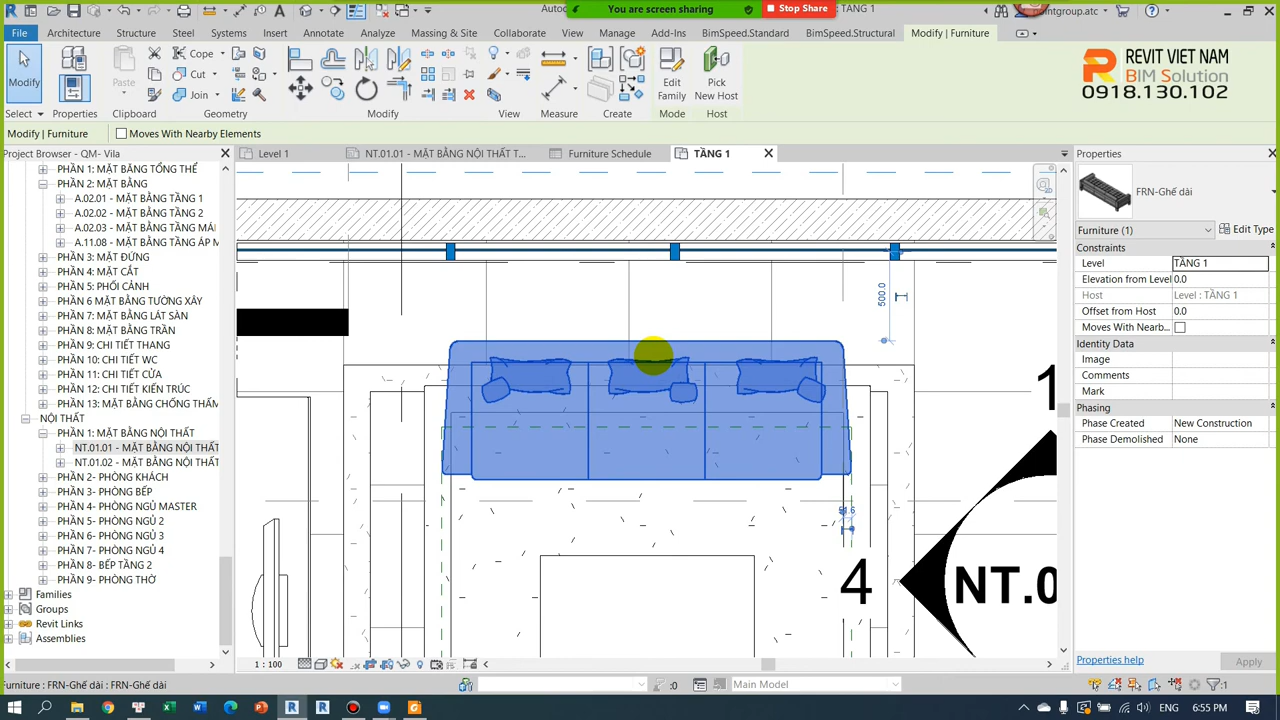 You are screen sharing
Stop Share
TẦNG 1
File
Architecture
Structure
Steel
Systems
Insert
Annotate
Analyze
Massing & Site
Collaborate
View
Manage
Add-Ins
BimSpeed.Standard
BimSpeed.Structural
Modify | Furniture
Modify
Cope
Cut
Join
Paste
Edit Family
Pick New Host
REVIT VIET NAM
BIM Solution
0918.130.102
Select
Properties
Clipboard
Geometry
Modify
View
Measure
Create
Mode
Host
Modify | Furniture
Moves With Nearby Elements
Project Browser - QM- Vila
Level 1
NT.01.01 - MẶT BẰNG NỘI THẤT T...
Furniture Schedule
TẦNG 1
Properties
PHẦN 1: MẶT BẰNG TỔNG THỂ
PHẦN 2: MẶT BẰNG
A.02.01 - MẶT BẰNG TẦNG 1
A.02.02 - MẶT BẰNG TẦNG 2
A.02.03 - MẶT BẰNG TẦNG MÁI
A.11.08 - MẶT BẰNG TẦNG ÁP M
PHẦN 3: MẶT ĐỨNG
PHẦN 4: MẶT CẮT
PHẦN 5: PHỐI CẢNH
PHẦN 6 MẶT BẰNG TƯỜNG XÂY
PHẦN 7: MẶT BẰNG LÁT SÀN
PHẦN 8: MẶT BẰNG TRẦN
PHẦN 9: CHI TIẾT THANG
PHẦN 10: CHI TIẾT WC
PHẦN 11: CHI TIẾT CỬA
PHẦN 12: CHI TIẾT KIẾN TRÚC
PHẦN 13: MẶT BẰNG CHỐNG THẤM
NỘI THẤT
PHẦN 1: MẶT BẰNG NỘI THẤT
NT.01.01 - MẶT BẰNG NỘI THẤT
NT.01.02 - MẶT BẰNG NỘI THẤT
PHẦN 2- PHÒNG KHÁCH
PHẦN 3- PHÒNG BẾP
PHẦN 4- PHÒNG NGỦ MASTER
PHẦN 5- PHÒNG NGỦ 2
PHẦN 6- PHÒNG NGỦ 3
PHẦN 7- PHÒNG NGỦ 4
PHẦN 8- BẾP TẦNG 2
PHẦN 9- PHÒNG THỜ
Families
Groups
Revit Links
Assemblies
500.0
1
4
NT.0
FRN-Ghế dài
Furniture (1)
Edit Type
Constraints
Level TẦNG 1
Elevation from Level 0.0
Host Level : TẦNG 1
Offset from Host 0.0
Moves With Nearb...
Identity Data
Image
Comments
Mark
Phasing
Phase Created New Construction
Phase Demolished None
Properties help
Apply
1 : 100
Furniture : FRN-Ghế dài : FRN-Ghế dài
:0
Main Model
:1
ENG
6:55 PM